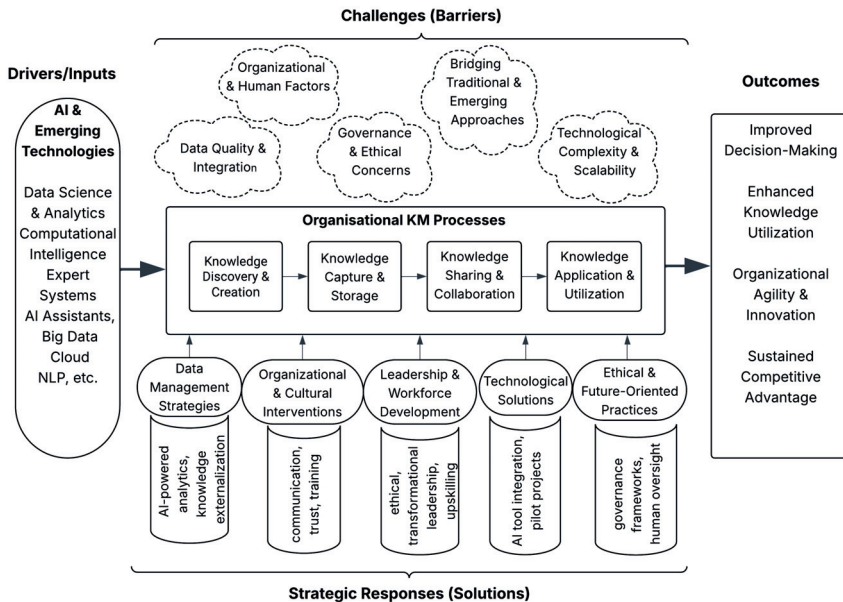 Challenges (Barriers)
Drivers/Inputs
AI &
Emerging
Technologies
Data Science
& Analytics
Computational
Intelligence
Expert
Systems
AI Assistants,
Big Data
Cloud
NLP, etc.
Organizational
& Human Factors
Bridging
Traditional &
Emerging
Approaches
Data Quality &
Integration
Governance
& Ethical
Concerns
Technological
Complexity &
Scalability
Organisational KM Processes
Knowledge
Discovery &
Creation
Knowledge
Capture &
Storage
Knowledge
Sharing &
Collaboration
Knowledge
Application &
Utilization
Outcomes
Improved
Decision-Making
Enhanced
Knowledge
Utilization
Organizational
Agility &
Innovation
Sustained
Competitive
Advantage
Data
Management
Strategies
Organizational
& Cultural
Interventions
Leadership &
Workforce
Development
Technological
Solutions
Ethical &
Future-Oriented
Practices
AI-powered
analytics,
knowledge
externalization
communication,
trust, training
ethical,
transformational
leadership,
upskilling
AI tool integration,
pilot projects
governance
frameworks,
human oversight
Strategic Responses (Solutions)